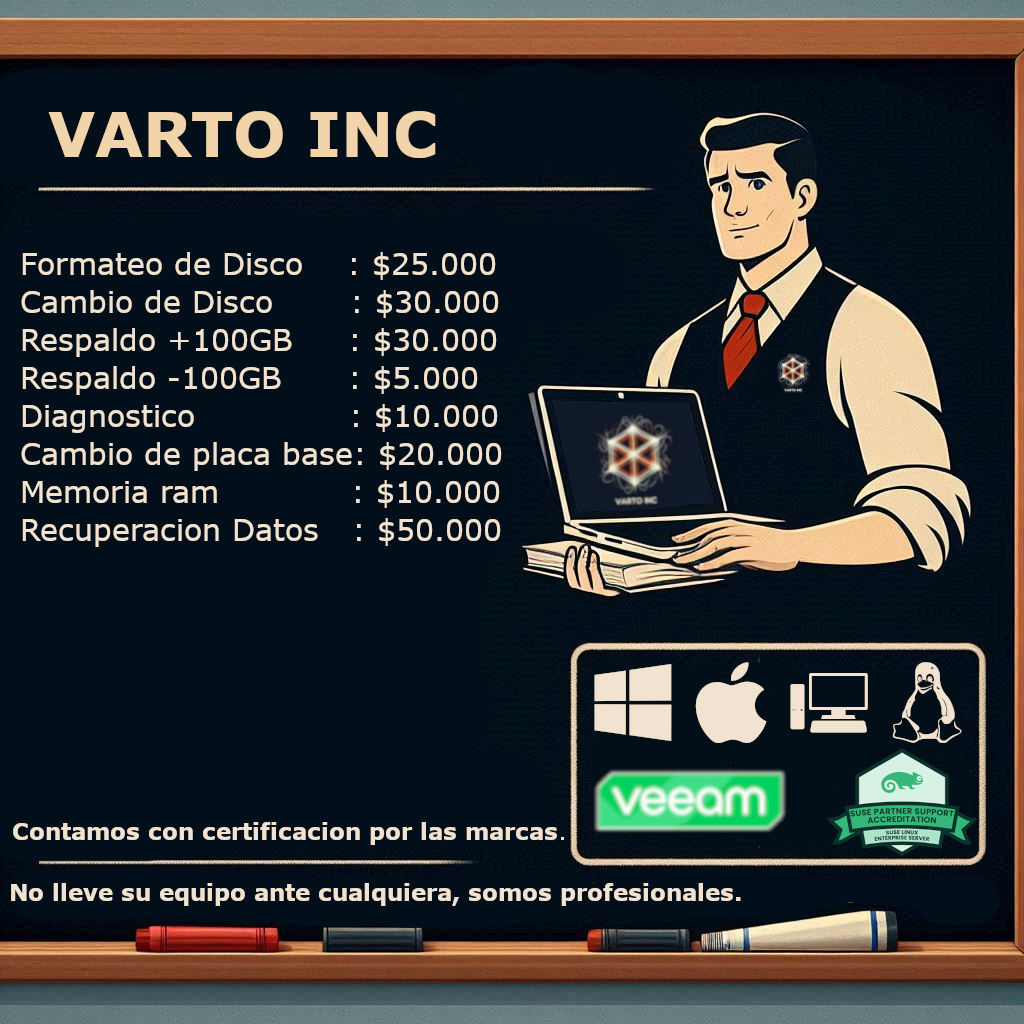 VARTO INC
Formateo de Disco : $25.000
Cambio de Disco : $30.000
Respaldo +100GB : $30.000
Respaldo -100GB : $5.000
Diagnostico : $10.000
Cambio de placa base: $20.000
Memoria ram : $10.000
Recuperacion Datos : $50.000
VARTO INC
VARTO INC
veeam
SUSE PARTNER SUPPORT
ACCREDITATION
SUSE LINUX
ENTERPRISE SERVER
Contamos con certificacion por las marcas.
No lleve su equipo ante cualquiera, somos profesionales.